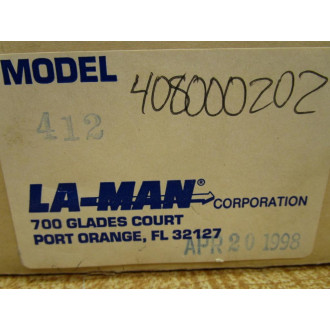 MODEL 408000202
412
LA-MAN® CORPORATION
700 GLADES COURT
PORT ORANGE, FL 32127
APR 20 1998